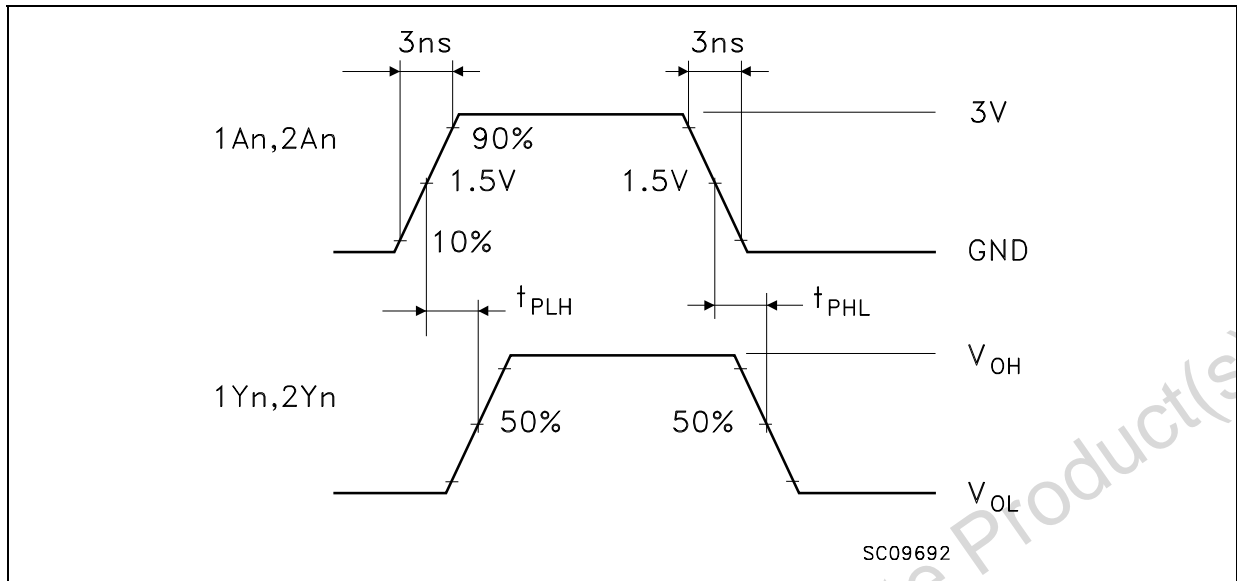 3ns 3ns
3V
1An,2An 90%
1.5V 1.5V
10% GND
tPLH tPHL
VOH
1Yn,2Yn 50% 50%
VOL
SC09692
Product(s